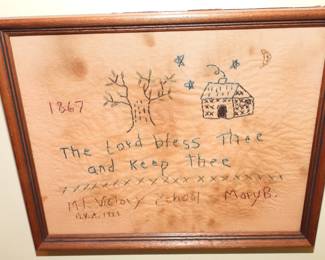 1867
The Lord bless Thee
and Keep Thee
Mt. Victory School Mary B.